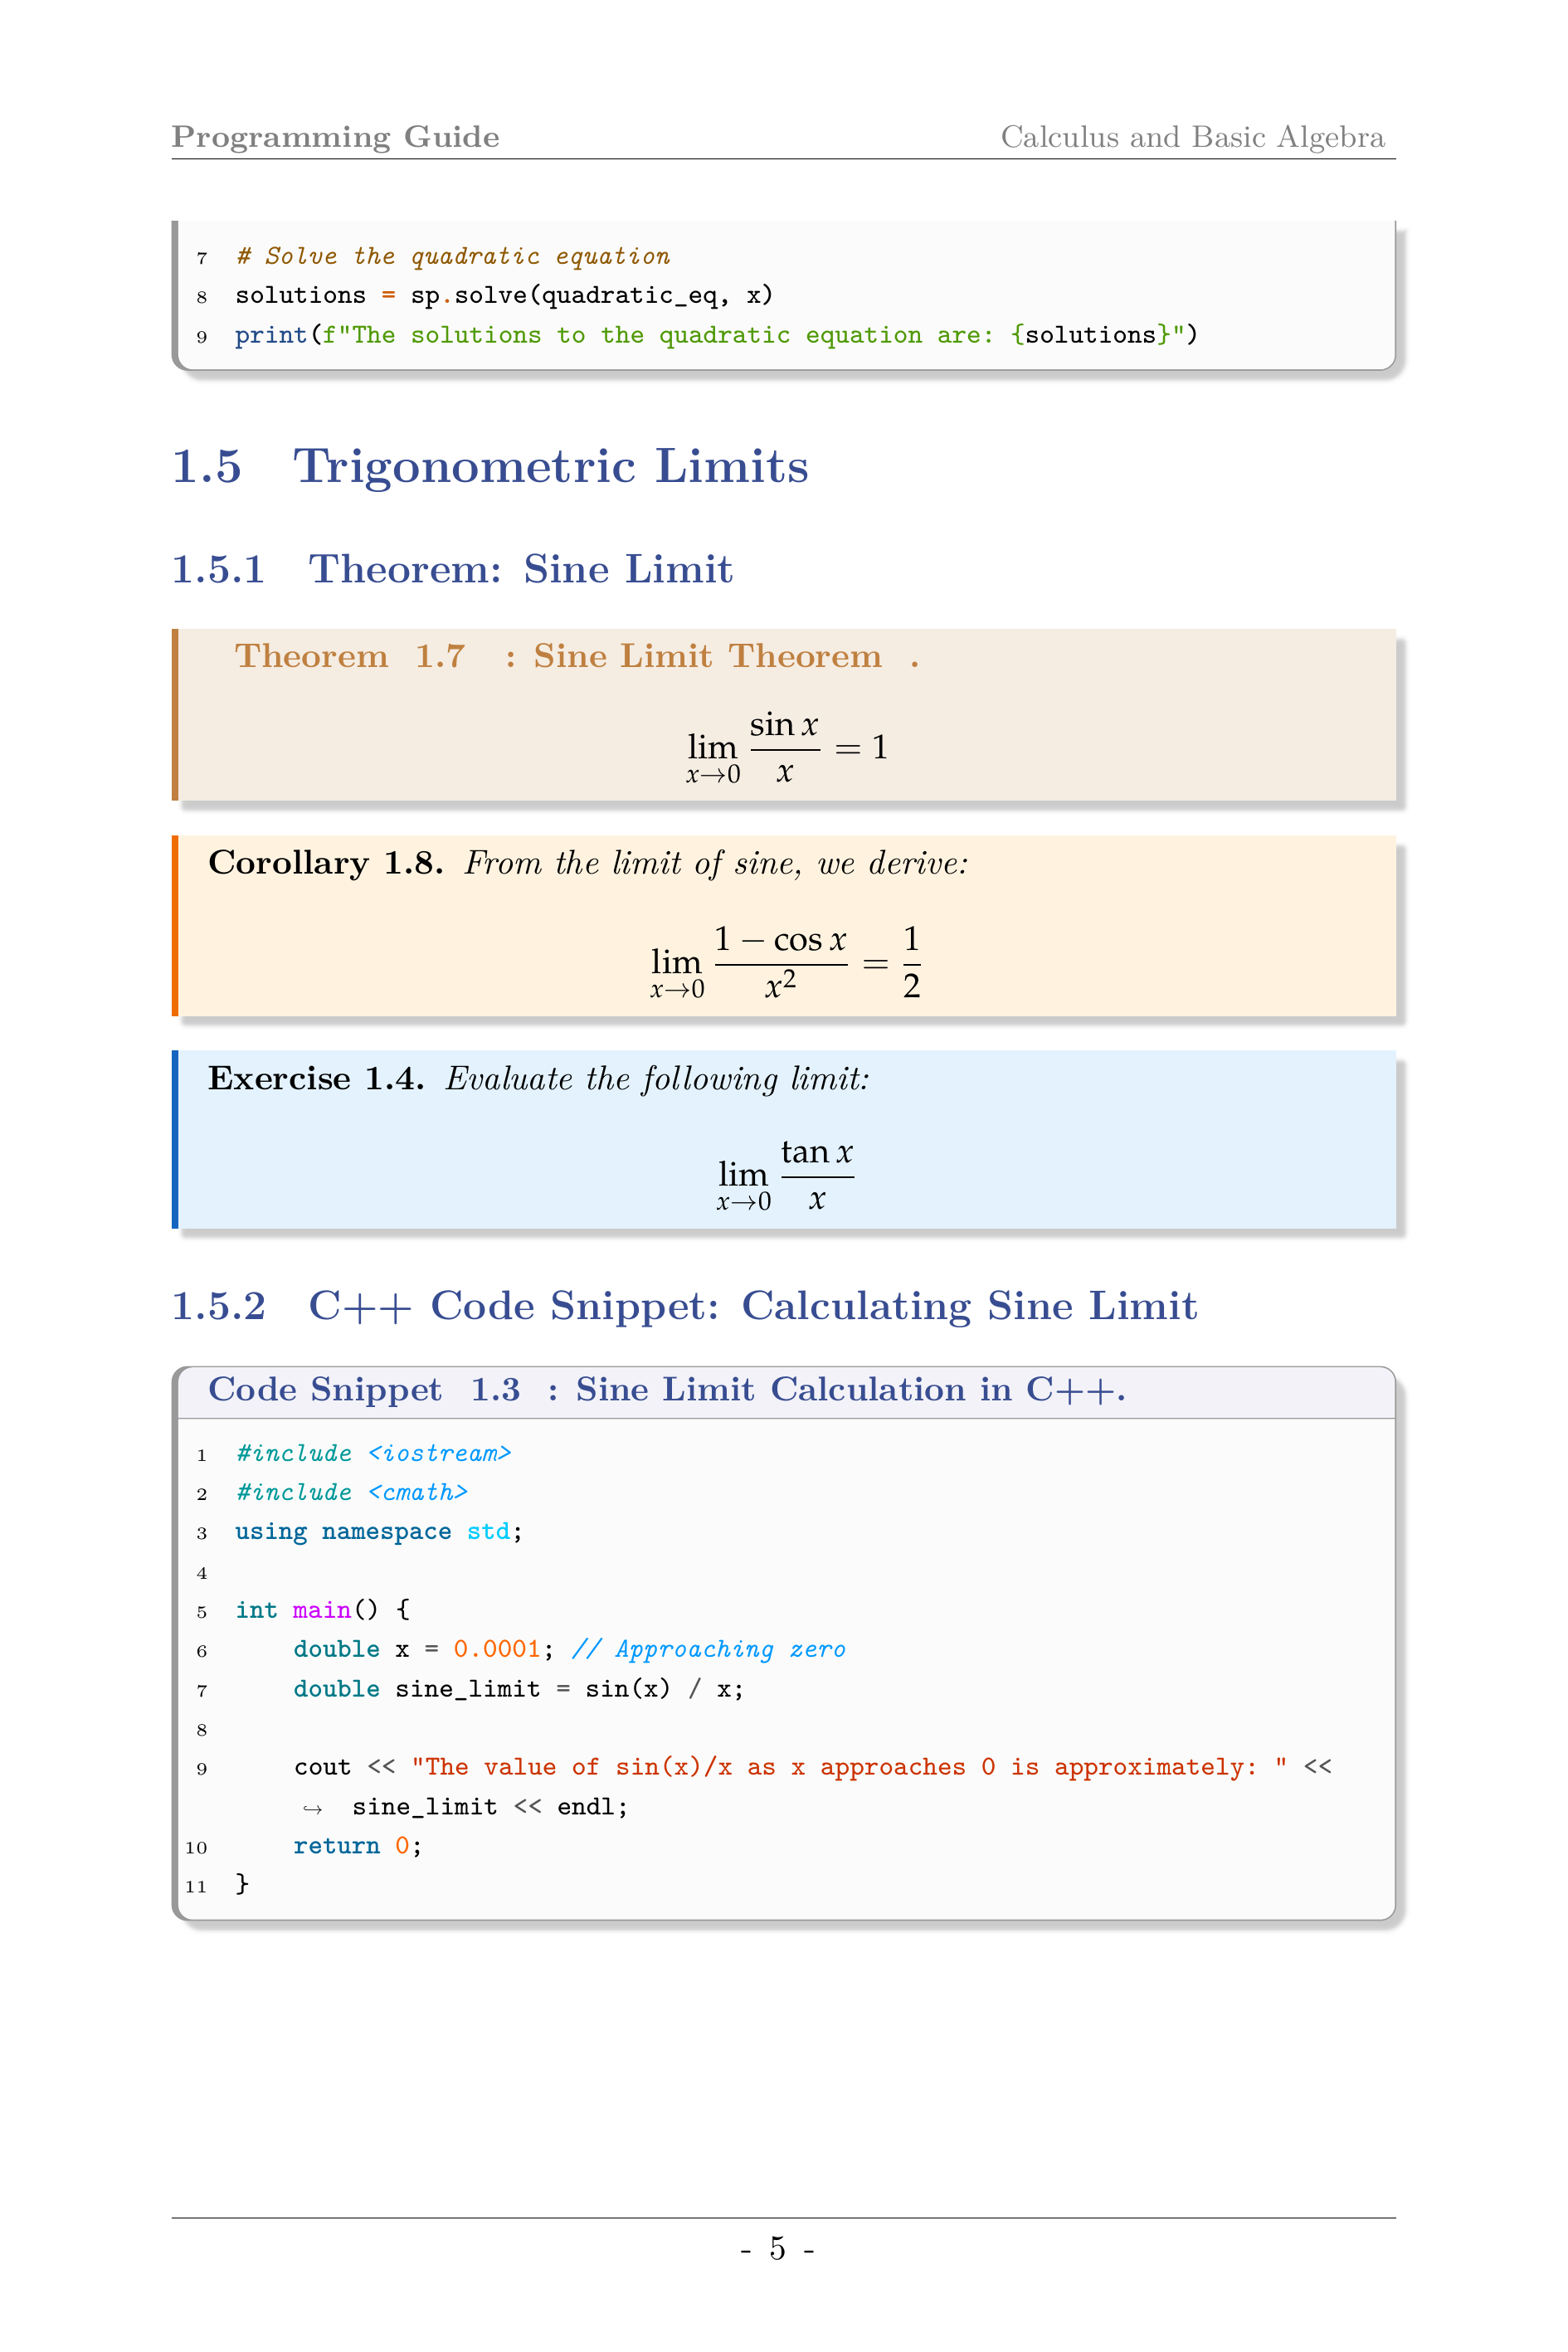 Programming Guide Calculus and Basic Algebra
7 # Solve the quadratic equation
8 solutions = sp.solve(quadratic_eq, x)
9 print(f"The solutions to the quadratic equation are: {solutions}")
1.5 Trigonometric Limits
1.5.1 Theorem: Sine Limit
Theorem 1.7 : Sine Limit Theorem .
\lim_{x \to 0} \frac{\sin x}{x} = 1
Corollary 1.8. From the limit of sine, we derive:
\lim_{x \to 0} \frac{1 - \cos x}{x^2} = \frac{1}{2}
Exercise 1.4. Evaluate the following limit:
\lim_{x \to 0} \frac{\tan x}{x}
1.5.2 C++ Code Snippet: Calculating Sine Limit
Code Snippet 1.3 : Sine Limit Calculation in C++.
1 #include <iostream>
2 #include <cmath>
3 using namespace std;
4
5 int main() {
6 double x = 0.0001; // Approaching zero
7 double sine_limit = sin(x) / x;
8
9 cout << "The value of sin(x)/x as x approaches 0 is approximately: " <<
↪ sine_limit << endl;
10 return 0;
11 }
- 5 -